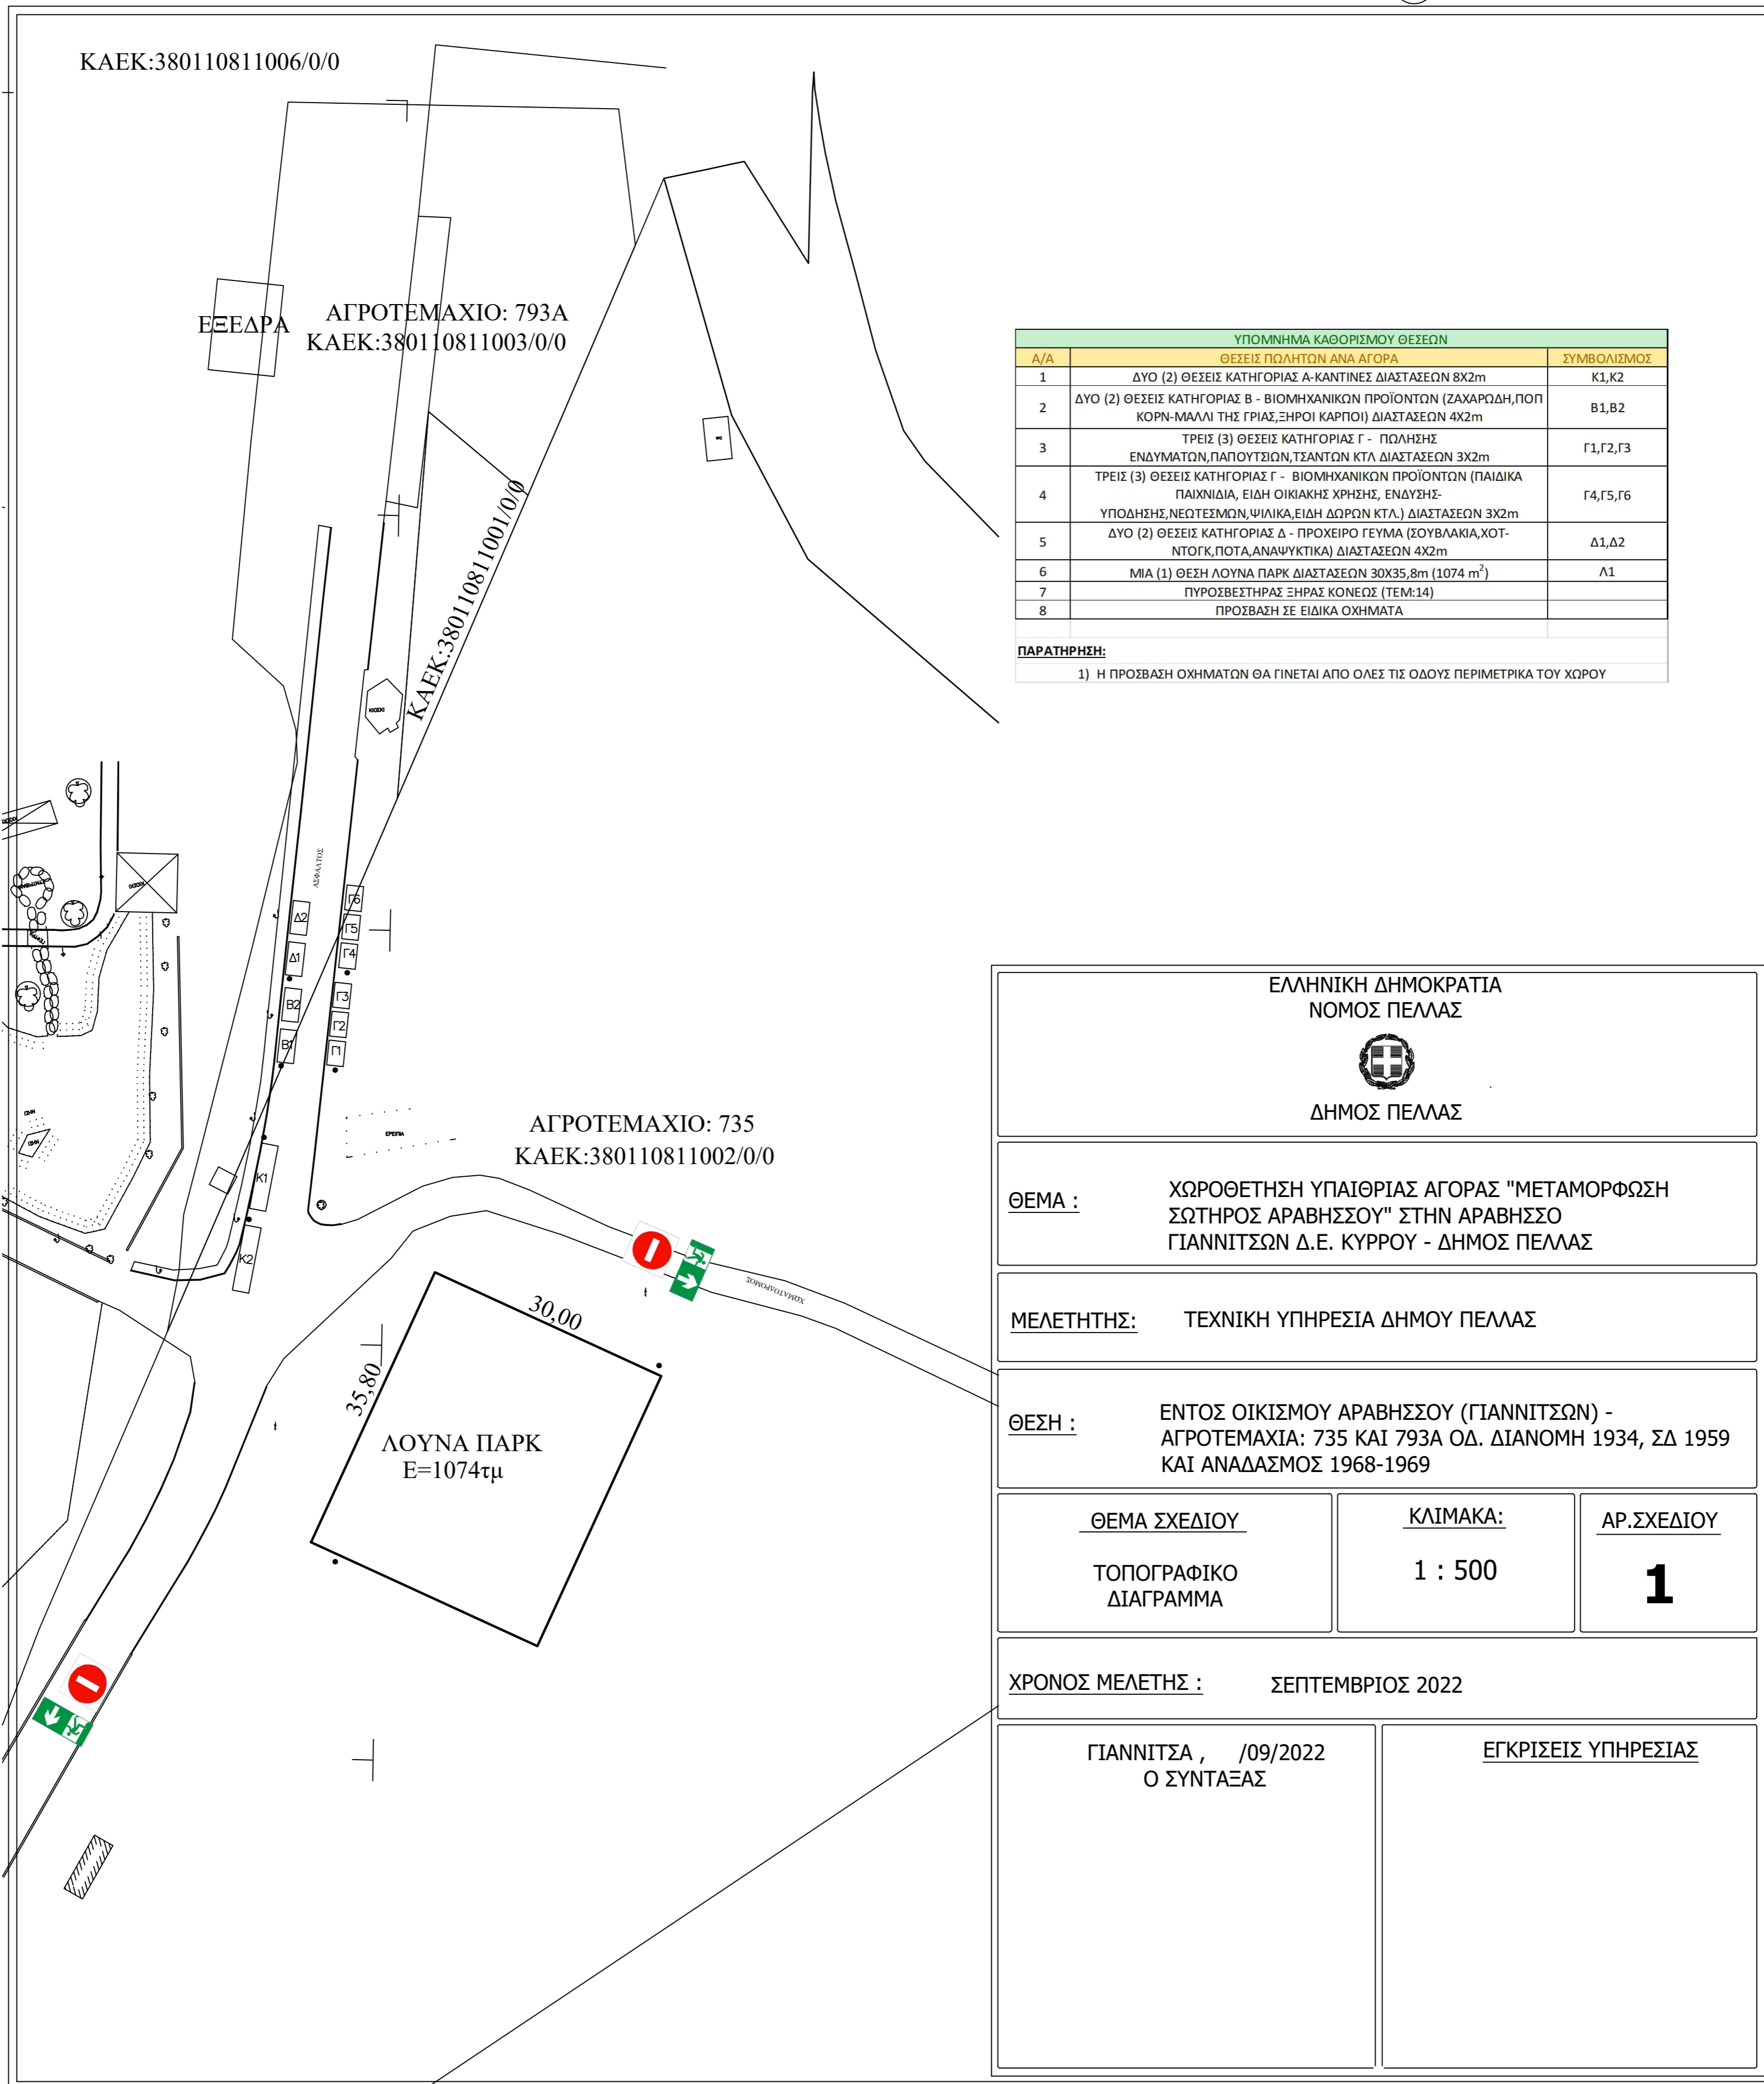 ΚΑΕΚ:380110811006/0/0
ΕΞΕΔΡΑ
ΑΓΡΟΤΕΜΑΧΙΟ: 793Α
ΚΑΕΚ:380110811003/0/0
ΚΑΕΚ:380110811001/0/0
ΚΙΟΣΚΙ
ΑΣΦΑΛΤΟΣ
ΚΙΟΣΚΙ
Δ2
Δ1
Β2
Β1
Γ6
Γ5
Γ4
Γ3
Γ2
Γ1
Κ1
Κ2
ΕΡΕΙΠΙΑ
ΑΓΡΟΤΕΜΑΧΙΟ: 735
ΚΑΕΚ:380110811002/0/0
ΧΩΜΑΤΟΔΡΟΜΟΣ
30,00
35,80
ΛΟΥΝΑ ΠΑΡΚ
Ε=1074τμ
ΥΠΟΜΝΗΜΑ ΚΑΘΟΡΙΣΜΟΥ ΘΕΣΕΩΝ
Α/Α ΘΕΣΕΙΣ ΠΩΛΗΤΩΝ ΑΝΑ ΑΓΟΡΑ ΣΥΜΒΟΛΙΣΜΟΣ
1 ΔΥΟ (2) ΘΕΣΕΙΣ ΚΑΤΗΓΟΡΙΑΣ Α-ΚΑΝΤΙΝΕΣ ΔΙΑΣΤΑΣΕΩΝ 8Χ2m Κ1,Κ2
2 ΔΥΟ (2) ΘΕΣΕΙΣ ΚΑΤΗΓΟΡΙΑΣ Β - ΒΙΟΜΗΧΑΝΙΚΩΝ ΠΡΟΪΟΝΤΩΝ (ΖΑΧΑΡΩΔΗ,ΠΟΠ
ΚΟΡΝ-ΜΑΛΛΙ ΤΗΣ ΓΡΙΑΣ,ΞΗΡΟΙ ΚΑΡΠΟΙ) ΔΙΑΣΤΑΣΕΩΝ 4Χ2m Β1,Β2
3 ΤΡΕΙΣ (3) ΘΕΣΕΙΣ ΚΑΤΗΓΟΡΙΑΣ Γ - ΠΩΛΗΣΗΣ
ΕΝΔΥΜΑΤΩΝ,ΠΑΠΟΥΤΣΙΩΝ,ΤΣΑΝΤΩΝ ΚΤΛ ΔΙΑΣΤΑΣΕΩΝ 3Χ2m Γ1,Γ2,Γ3
4 ΤΡΕΙΣ (3) ΘΕΣΕΙΣ ΚΑΤΗΓΟΡΙΑΣ Γ - ΒΙΟΜΗΧΑΝΙΚΩΝ ΠΡΟΪΟΝΤΩΝ (ΠΑΙΔΙΚΑ
ΠΑΙΧΝΙΔΙΑ, ΕΙΔΗ ΟΙΚΙΑΚΗΣ ΧΡΗΣΗΣ, ΕΝΔΥΣΗΣ-
ΥΠΟΔΗΣΗΣ,ΝΕΩΤΕΣΜΩΝ,ΨΙΛΙΚΑ,ΕΙΔΗ ΔΩΡΩΝ ΚΤΛ.) ΔΙΑΣΤΑΣΕΩΝ 3Χ2m Γ4,Γ5,Γ6
5 ΔΥΟ (2) ΘΕΣΕΙΣ ΚΑΤΗΓΟΡΙΑΣ Δ - ΠΡΟΧΕΙΡΟ ΓΕΥΜΑ (ΣΟΥΒΛΑΚΙΑ,ΧΟΤ-
ΝΤΟΓΚ,ΠΟΤΑ,ΑΝΑΨΥΚΤΙΚΑ) ΔΙΑΣΤΑΣΕΩΝ 4Χ2m Δ1,Δ2
6 ΜΙΑ (1) ΘΕΣΗ ΛΟΥΝΑ ΠΑΡΚ ΔΙΑΣΤΑΣΕΩΝ 30Χ35,8m (1074 m²) Λ1
7 ΠΥΡΟΣΒΕΣΤΗΡΑΣ ΞΗΡΑΣ ΚΟΝΕΩΣ (ΤΕΜ:14)
8 ΠΡΟΣΒΑΣΗ ΣΕ ΕΙΔΙΚΑ ΟΧΗΜΑΤΑ
ΠΑΡΑΤΗΡΗΣΗ:
1) Η ΠΡΟΣΒΑΣΗ ΟΧΗΜΑΤΩΝ ΘΑ ΓΙΝΕΤΑΙ ΑΠΟ ΟΛΕΣ ΤΙΣ ΟΔΟΥΣ ΠΕΡΙΜΕΤΡΙΚΑ ΤΟΥ ΧΩΡΟΥ
ΕΛΛΗΝΙΚΗ ΔΗΜΟΚΡΑΤΙΑ
ΝΟΜΟΣ ΠΕΛΛΑΣ
ΔΗΜΟΣ ΠΕΛΛΑΣ
ΘΕΜΑ : ΧΩΡΟΘΕΤΗΣΗ ΥΠΑΙΘΡΙΑΣ ΑΓΟΡΑΣ "ΜΕΤΑΜΟΡΦΩΣΗ
ΣΩΤΗΡΟΣ ΑΡΑΒΗΣΣΟΥ" ΣΤΗΝ ΑΡΑΒΗΣΣΟ
ΓΙΑΝΝΙΤΣΩΝ Δ.Ε. ΚΥΡΡΟΥ - ΔΗΜΟΣ ΠΕΛΛΑΣ
ΜΕΛΕΤΗΤΗΣ: ΤΕΧΝΙΚΗ ΥΠΗΡΕΣΙΑ ΔΗΜΟΥ ΠΕΛΛΑΣ
ΘΕΣΗ : ΕΝΤΟΣ ΟΙΚΙΣΜΟΥ ΑΡΑΒΗΣΣΟΥ (ΓΙΑΝΝΙΤΣΩΝ) -
ΑΓΡΟΤΕΜΑΧΙΑ: 735 ΚΑΙ 793Α ΟΔ. ΔΙΑΝΟΜΗ 1934, ΣΔ 1959
ΚΑΙ ΑΝΑΔΑΣΜΟΣ 1968-1969
ΘΕΜΑ ΣΧΕΔΙΟΥ
ΤΟΠΟΓΡΑΦΙΚΟ
ΔΙΑΓΡΑΜΜΑ
ΚΛΙΜΑΚΑ:
1 : 500
ΑΡ.ΣΧΕΔΙΟΥ
1
ΧΡΟΝΟΣ ΜΕΛΕΤΗΣ : ΣΕΠΤΕΜΒΡΙΟΣ 2022
ΓΙΑΝΝΙΤΣΑ , /09/2022
Ο ΣΥΝΤΑΞΑΣ
ΕΓΚΡΙΣΕΙΣ ΥΠΗΡΕΣΙΑΣ